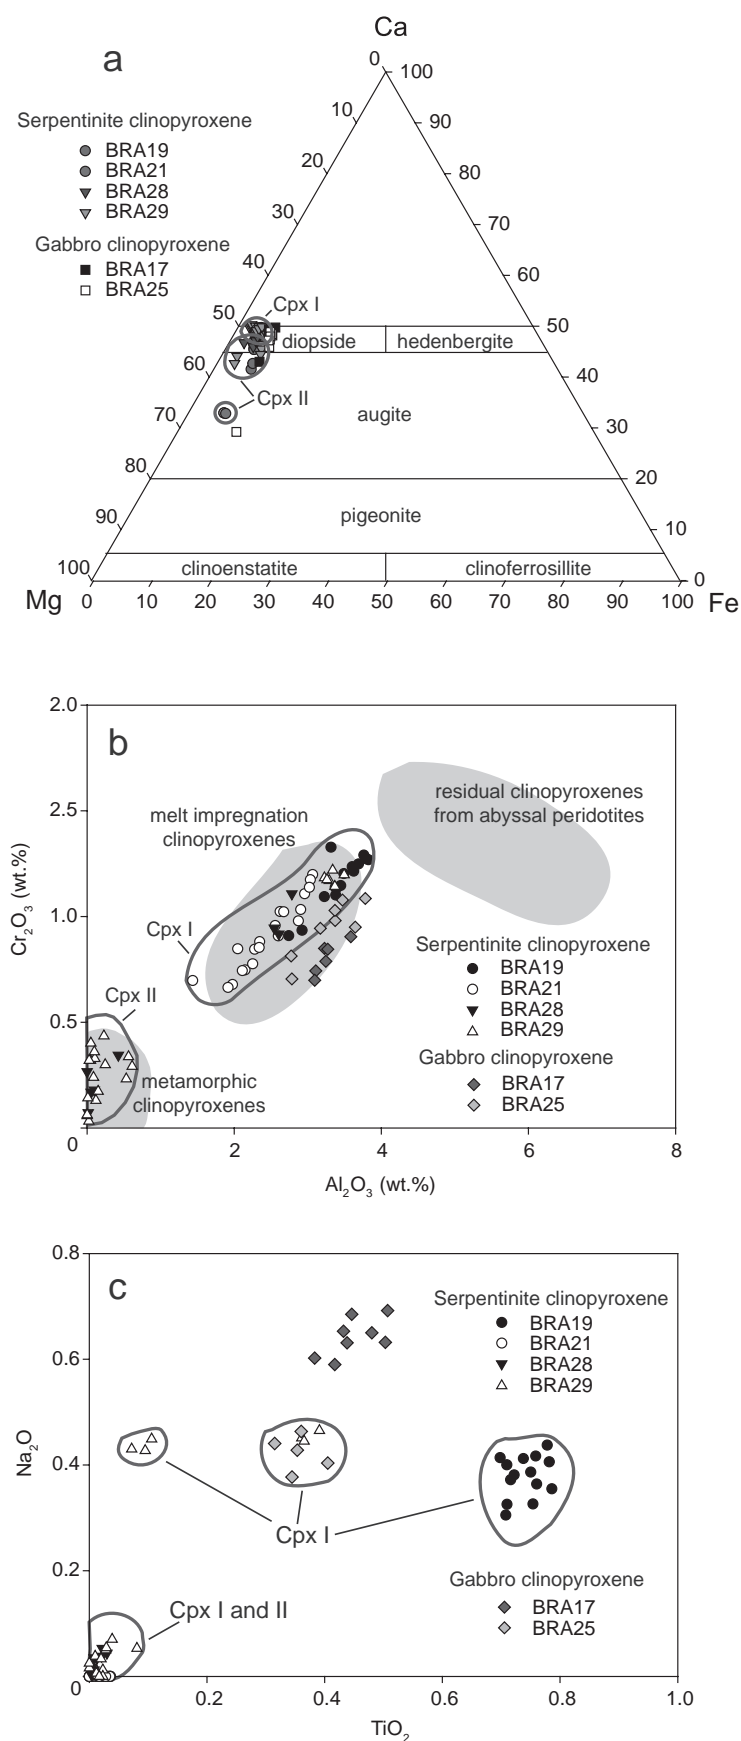 a
Ca
Serpentinite clinopyroxene
BRA19
BRA21
BRA28
BRA29
Gabbro clinopyroxene
BRA17
BRA25
0
10
20
30
40
50
60
70
80
90
100
100
90
80
70
60
50
40
30
20
10
0
Cpx I
diopside
hedenbergite
Cpx II
augite
pigeonite
clinoenstatite
clinoferrosillite
Mg
0
10
20
30
40
50
60
70
80
90
100
Fe
b
2.0
2.5
1.0
0.5
0
Cr2O3 (wt.%)
melt impregnation
clinopyroxenes
residual clinopyroxenes
from abyssal peridotites
Cpx I
Cpx II
metamorphic
clinopyroxenes
Serpentinite clinopyroxene
BRA19
BRA21
BRA28
BRA29
Gabbro clinopyroxene
BRA17
BRA25
2
4
6
8
Al2O3 (wt.%)
c
0.8
0.6
0.4
0.2
0
Na2O
Serpentinite clinopyroxene
BRA19
BRA21
BRA28
BRA29
Cpx I
Cpx I and II
Gabbro clinopyroxene
BRA17
BRA25
0.2
0.4
0.6
0.8
1.0
TiO2